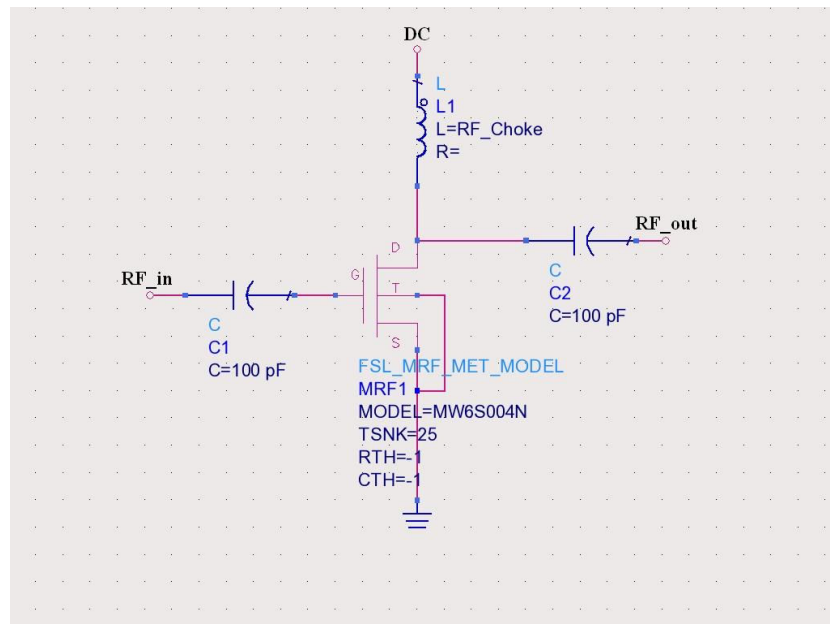 DC
L
L1
L=RF_Choke
R=
RF_out
D
G
RF_in
T
C
C2
C=100 pF
S
C
C1
C=100 pF
FSL_MRF_MET_MODEL
MRF1
MODEL=MW6S004N
TSNK=25
RTH=-1
CTH=-1